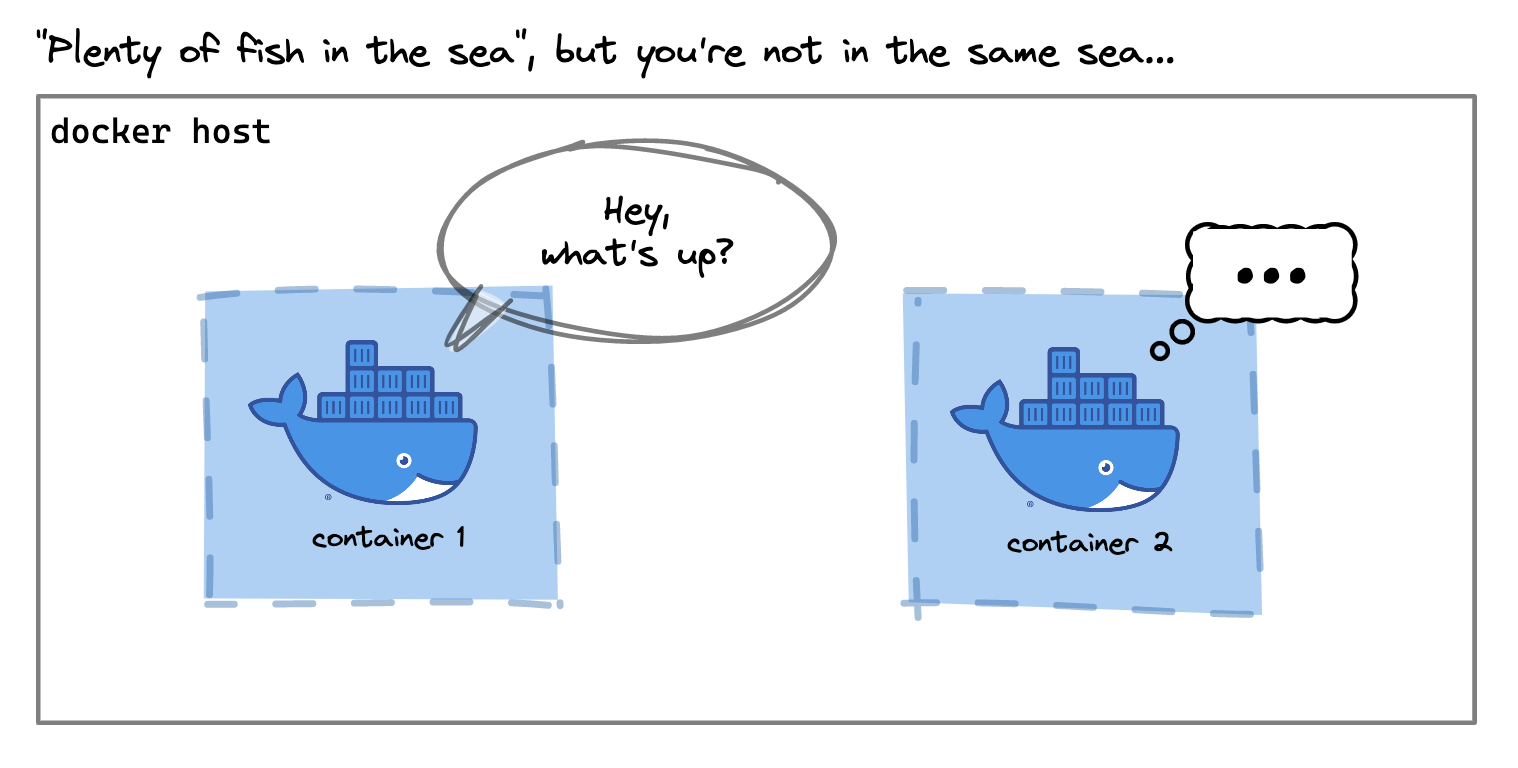 "Plenty of fish in the sea", but you're not in the same sea...
docker host
Hey,
what's up?
...
container 1
container 2